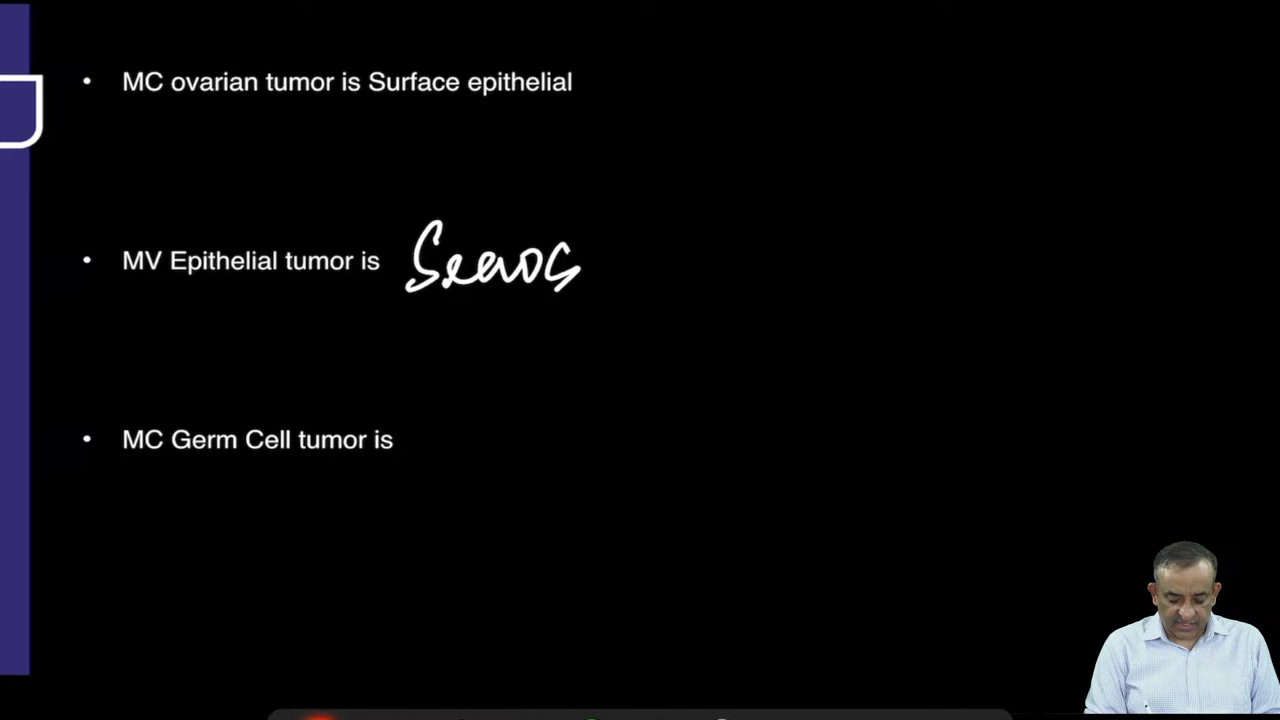 • MC ovarian tumor is Surface epithelial
• MV Epithelial tumor is Serous
• MC Germ Cell tumor is